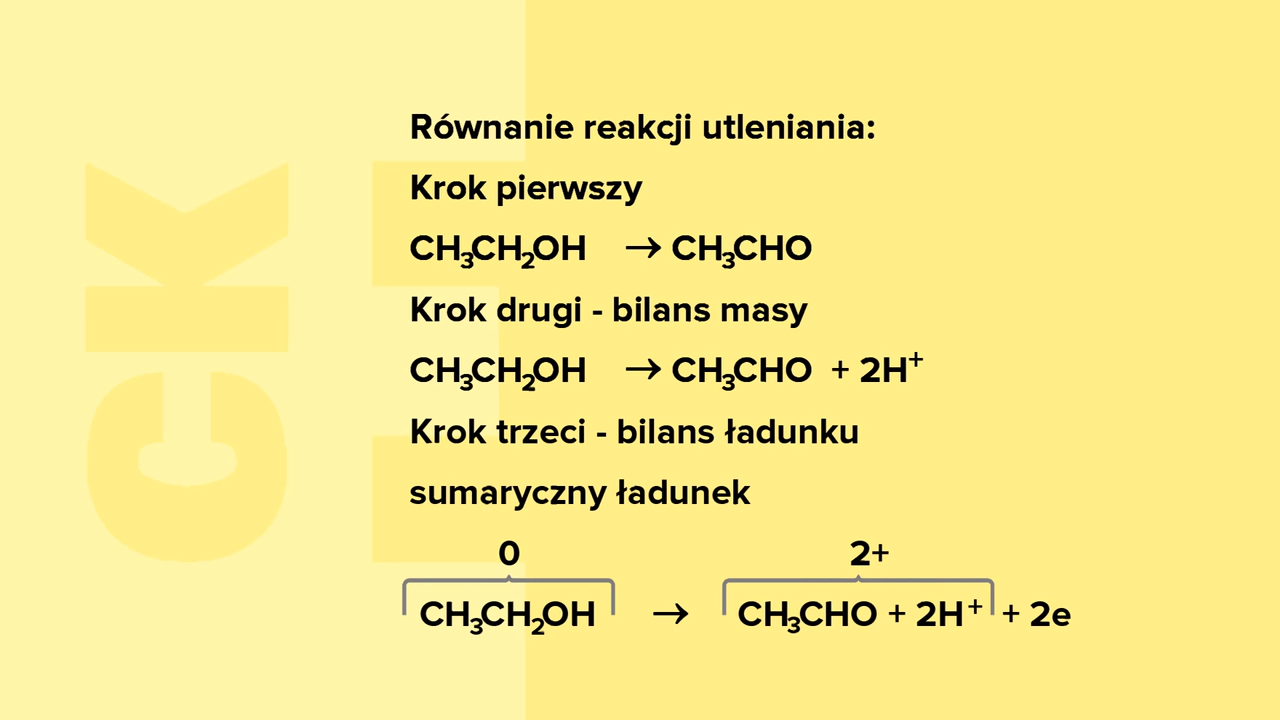 Równanie reakcji utleniania:
Krok pierwszy
CH₃CH₂OH → CH₃CHO
Krok drugi - bilans masy
CH₃CH₂OH → CH₃CHO + 2H⁺
Krok trzeci - bilans ładunku
sumaryczny ładunek
0 2+
CH₃CH₂OH → CH₃CHO + 2H⁺ + 2e
CK